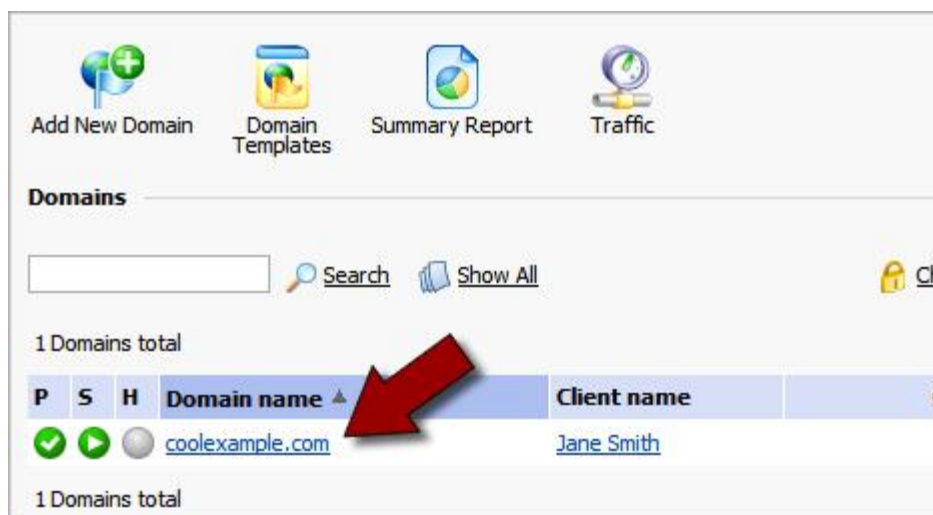 Add New Domain
Domain Templates
Summary Report
Traffic
Domains
Search
Show All
1 Domains total
P S H Domain name Client name
coolexample.com Jane Smith
1 Domains total